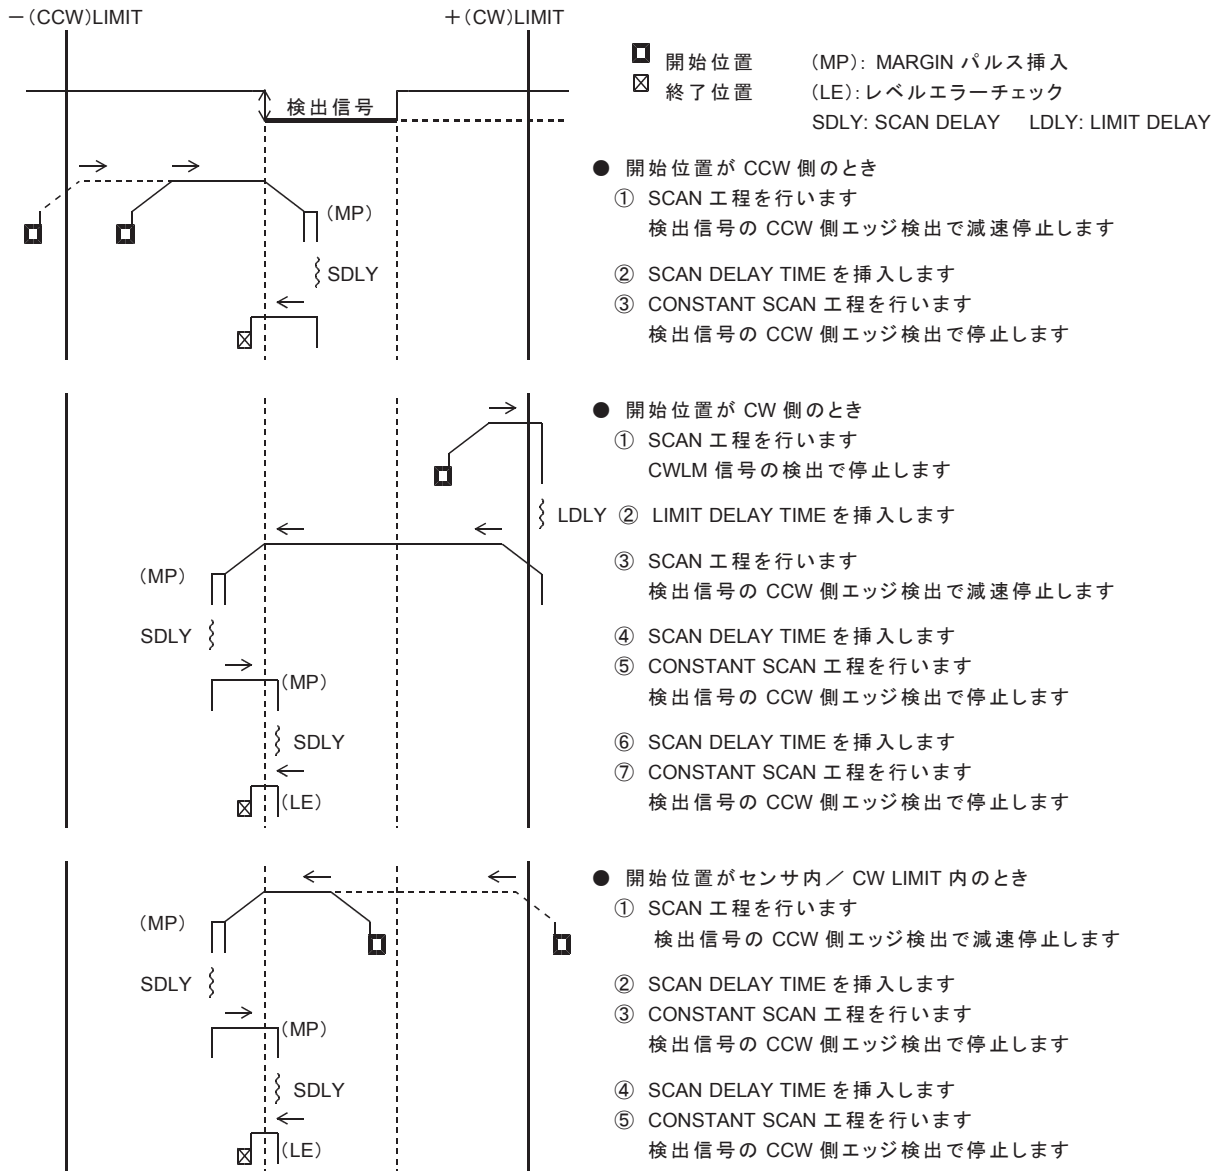 －(CCW)LIMIT
＋(CW)LIMIT
検出信号
開始位置
終了位置
(MP): MARGIN パルス挿入
(LE):レベルエラーチェック
SDLY: SCAN DELAY LDLY: LIMIT DELAY
(MP)
SDLY
● 開始位置が CCW 側のとき
① SCAN 工程を行います
検出信号の CCW 側エッジ検出で減速停止します
② SCAN DELAY TIME を挿入します
③ CONSTANT SCAN 工程を行います
検出信号の CCW 側エッジ検出で停止します
LDLY
(MP)
SDLY
(MP)
SDLY
(LE)
● 開始位置が CW 側のとき
① SCAN 工程を行います
CWLM 信号の検出で停止します
② LIMIT DELAY TIME を挿入します
③ SCAN 工程を行います
検出信号の CCW 側エッジ検出で減速停止します
④ SCAN DELAY TIME を挿入します
⑤ CONSTANT SCAN 工程を行います
検出信号の CCW 側エッジ検出で停止します
⑥ SCAN DELAY TIME を挿入します
⑦ CONSTANT SCAN 工程を行います
検出信号の CCW 側エッジ検出で停止します
(MP)
SDLY
(MP)
SDLY
(LE)
● 開始位置がセンサ内／ CW LIMIT 内のとき
① SCAN 工程を行います
検出信号の CCW 側エッジ検出で減速停止します
② SCAN DELAY TIME を挿入します
③ CONSTANT SCAN 工程を行います
検出信号の CCW 側エッジ検出で停止します
④ SCAN DELAY TIME を挿入します
⑤ CONSTANT SCAN 工程を行います
検出信号の CCW 側エッジ検出で停止します